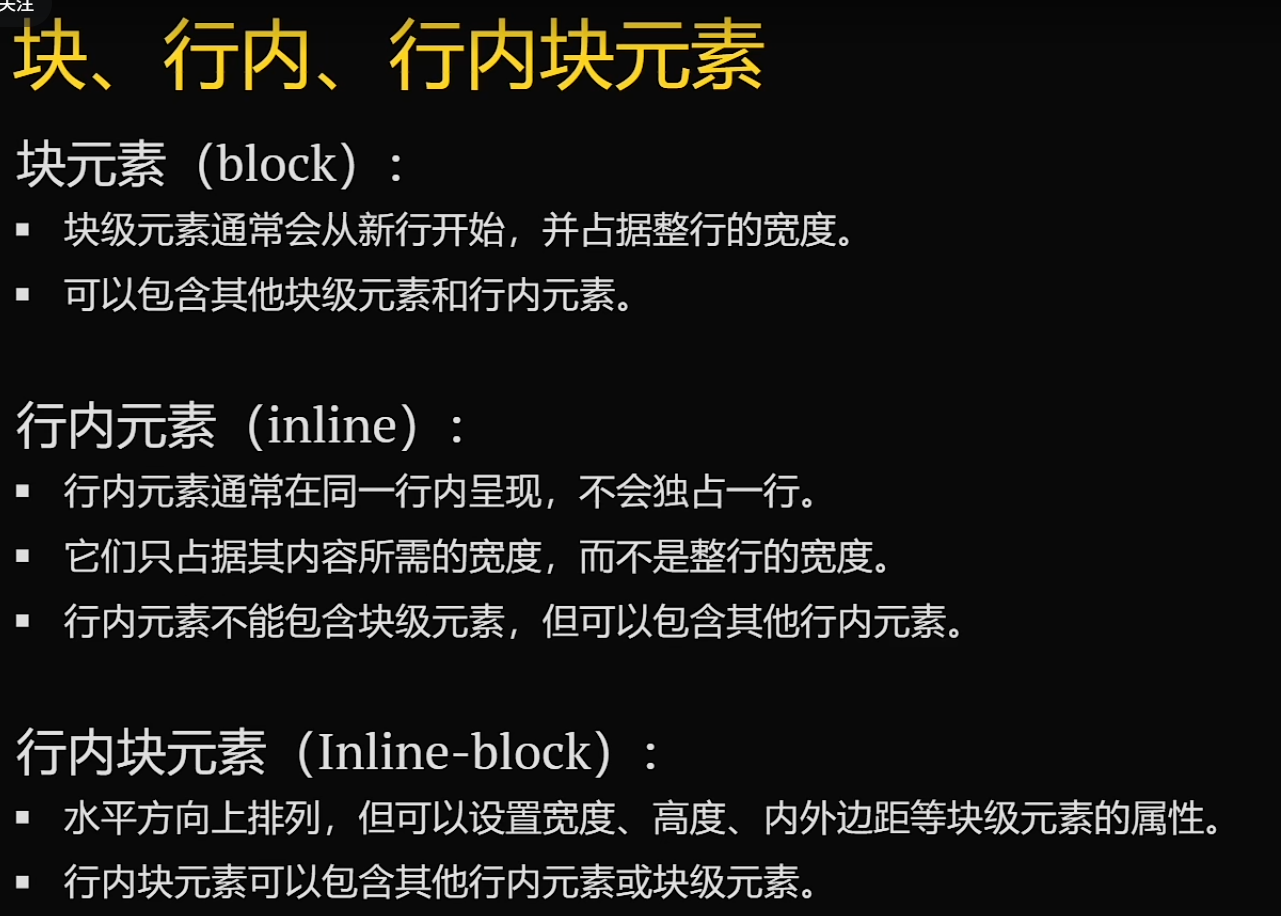 关注
块、行内、行内块元素
块元素（block）:
▪ 块级元素通常会从新行开始，并占据整行的宽度。
▪ 可以包含其他块级元素和行内元素。
行内元素（inline）:
▪ 行内元素通常在同一行内呈现，不会独占一行。
▪ 它们只占据其内容所需的宽度，而不是整行的宽度。
▪ 行内元素不能包含块级元素，但可以包含其他行内元素。
行内块元素（Inline-block）:
▪ 水平方向上排列，但可以设置宽度、高度、内外边距等块级元素的属性。
▪ 行内块元素可以包含其他行内元素或块级元素。